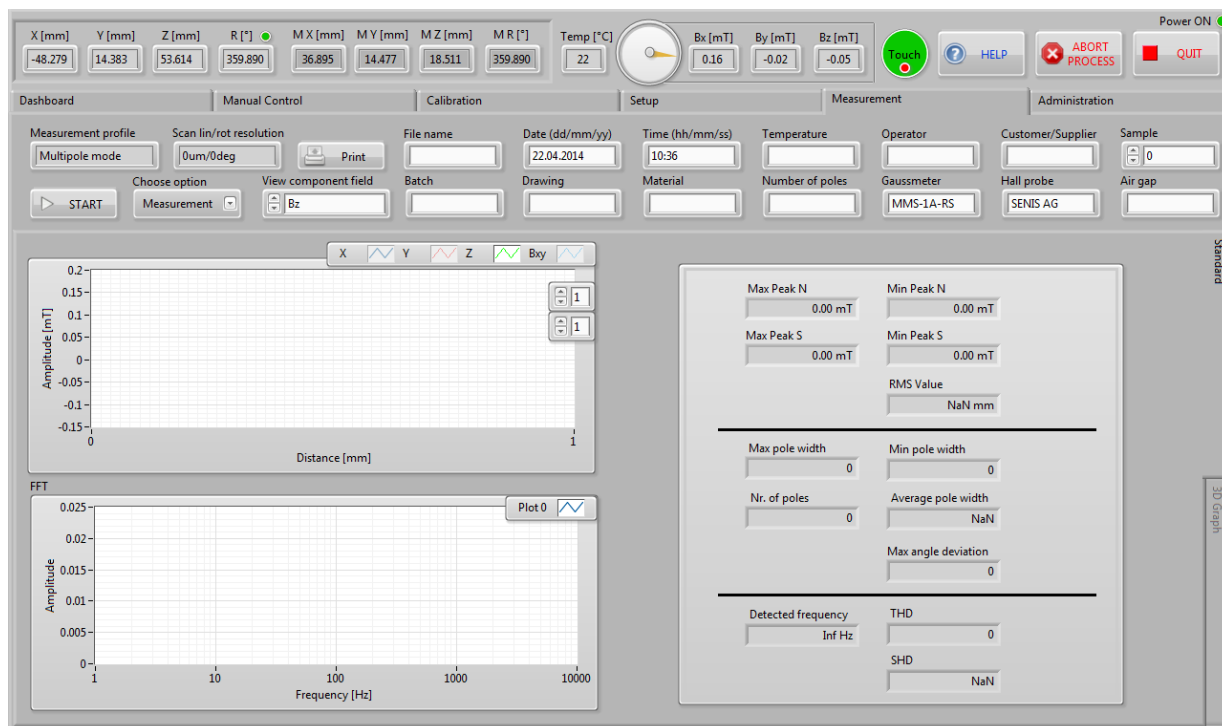 Power ON
X [mm] Y [mm] Z [mm] R [°] M X [mm] M Y [mm] M Z [mm] M R [°] Temp [°C] Bx [mT] By [mT] Bz [mT]
-48.279 14.383 53.614 359.890 36.895 14.477 18.511 359.890 22 0.16 -0.02 -0.05 Touch HELP ABORT PROCESS QUIT
Dashboard Manual Control Calibration Setup Measurement Administration
Measurement profile Scan lin/rot resolution File name Date (dd/mm/yy) Time (hh/mm/ss) Temperature Operator Customer/Supplier Sample
Multipole mode 0um/0deg Print 22.04.2014 10:36 0
Choose option View component field Batch Drawing Material Number of poles Gaussmeter Hall probe Air gap
START Measurement Bz MMS-1A-RS SENIS AG
Standard
3D Graph
X Y Z Bxy
1
1
Amplitude [mT]
0.2
0.15
0.1
0.05
0
-0.05
-0.1
-0.15
0 1
Distance [mm]
FFT
Plot 0
Amplitude
0.025
0.02
0.015
0.01
0.005
0
1 10 100 1000 10000
Frequency [Hz]
Max Peak N Min Peak N
0.00 mT 0.00 mT
Max Peak S Min Peak S
0.00 mT 0.00 mT
RMS Value
NaN mm
Max pole width Min pole width
0 0
Nr. of poles Average pole width
0 NaN
Max angle deviation
0
Detected frequency THD
Inf Hz 0
SHD
NaN